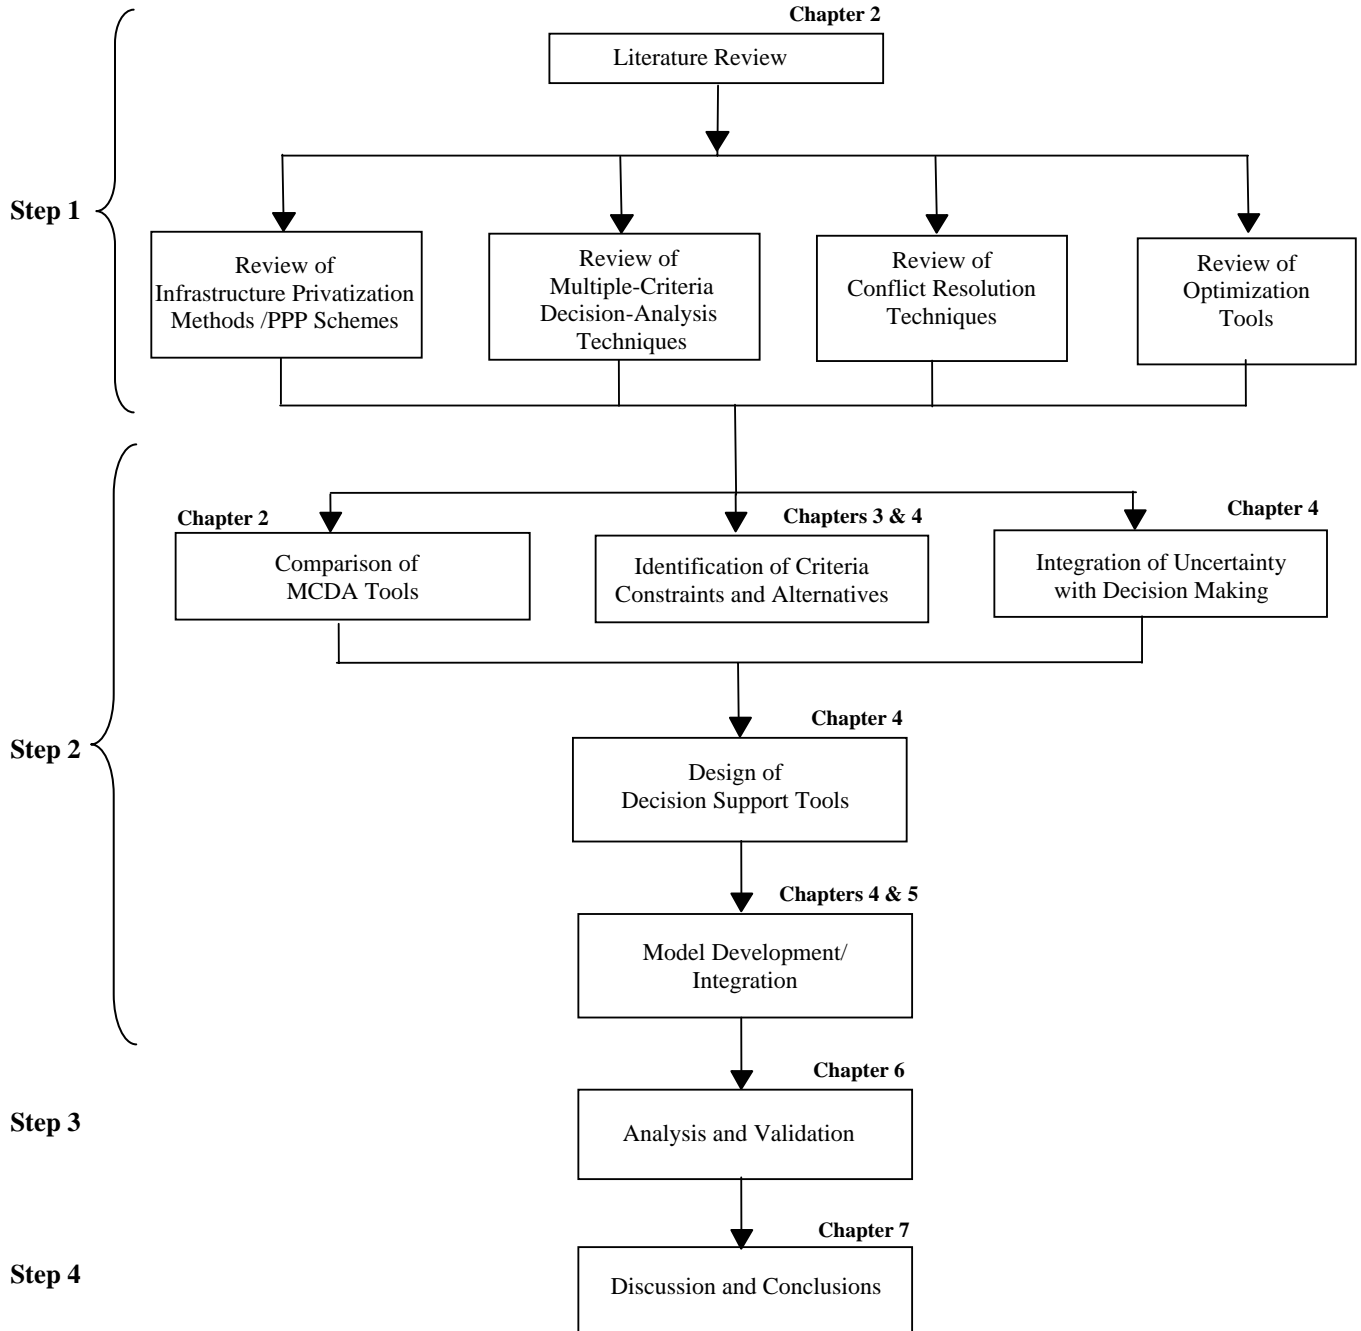 Chapter 2
Literature Review
Step 1
Review of
Infrastructure Privatization
Methods /PPP Schemes
Review of
Multiple-Criteria
Decision-Analysis
Techniques
Review of
Conflict Resolution
Techniques
Review of
Optimization
Tools
Step 2
Chapter 2
Comparison of
MCDA Tools
Chapters 3 & 4
Identification of Criteria
Constraints and Alternatives
Chapter 4
Integration of Uncertainty
with Decision Making
Chapter 4
Design of
Decision Support Tools
Chapters 4 & 5
Model Development/
Integration
Step 3
Chapter 6
Analysis and Validation
Step 4
Chapter 7
Discussion and Conclusions